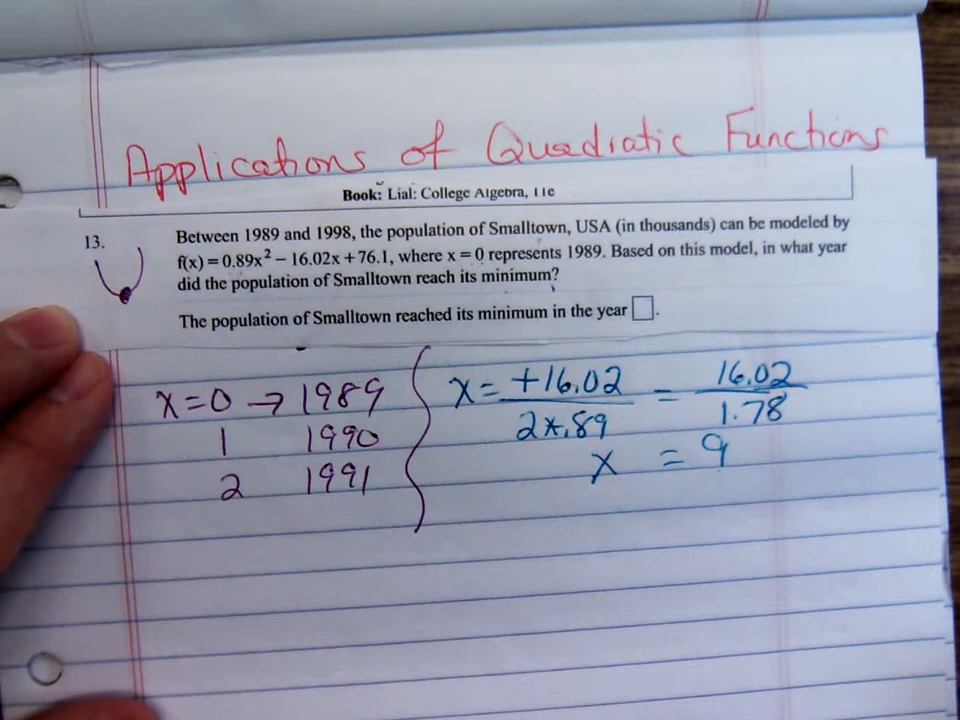 Applications of Quadratic Functions
Book: Lial: College Algebra, 11e
13.
Between 1989 and 1998, the population of Smalltown, USA (in thousands) can be modeled by
f(x) = 0.89x² − 16.02x + 76.1, where x = 0 represents 1989. Based on this model, in what year
did the population of Smalltown reach its minimum?
The population of Smalltown reached its minimum in the year □.
x=0 → 1989
1 1990
2 1991
x = +16.02 / 2*.89 = 16.02 / 1.78
x = 9